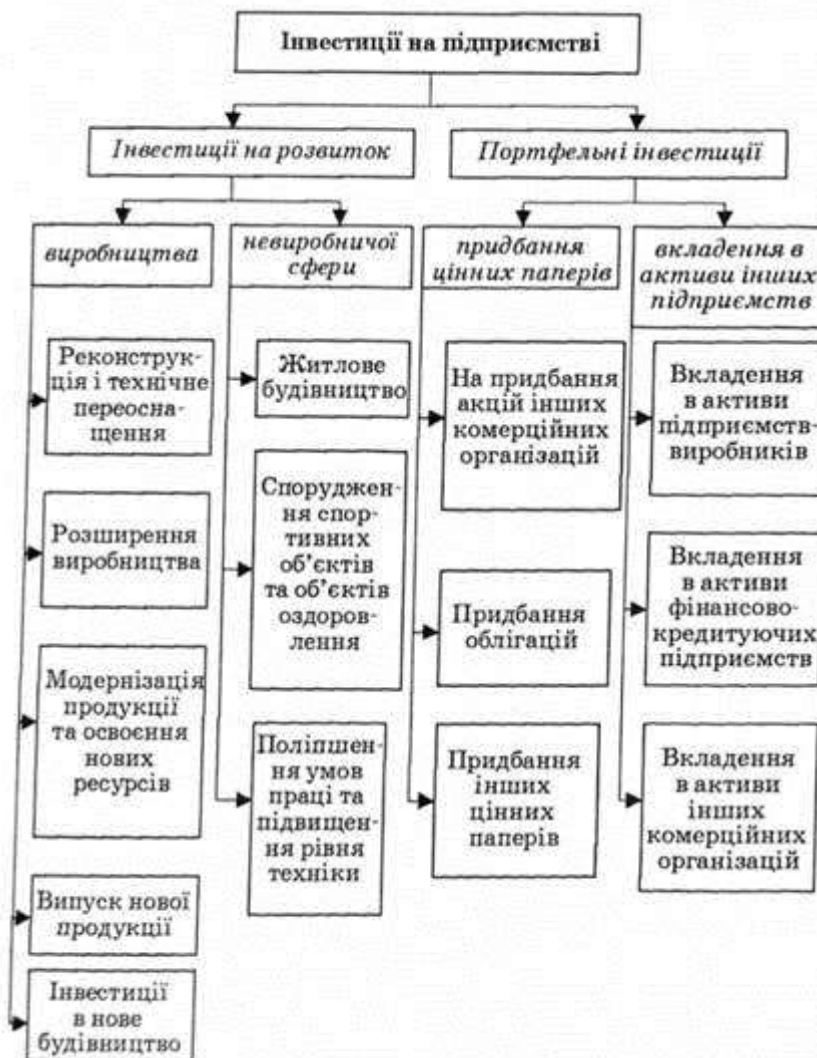 Інвестиції на підприємстві
Інвестиції на розвиток
Портфельні інвестиції
виробництва
невиробничої
сфери
придбання
цінних паперів
вкладення в
активи інших
підприємств
Реконструк-
ція і технічне
переосна-
щення
Розширення
виробництва
Модернізація
продукції
та освоєння
нових
ресурсів
Випуск нової
продукції
Інвестиції
в нове
будівництво
Житлове
будівництво
Спорудження-
ня спор-
тивних
об’єктів
та об’єктів
оздоров-
лення
Поліпшен-
ня умов
праці та
підвищен-
ня рівня
техніки
На придбання
акцій інших
комерційних
організацій
Придбання
облігацій
Придбання
інших
цінних
паперів
Вкладення
в активи
підприємств-
виробників
Вкладення
в активи
фінансово-
кредитуючих
підприємств
Вкладення
в активи
інших
комерційних
організацій